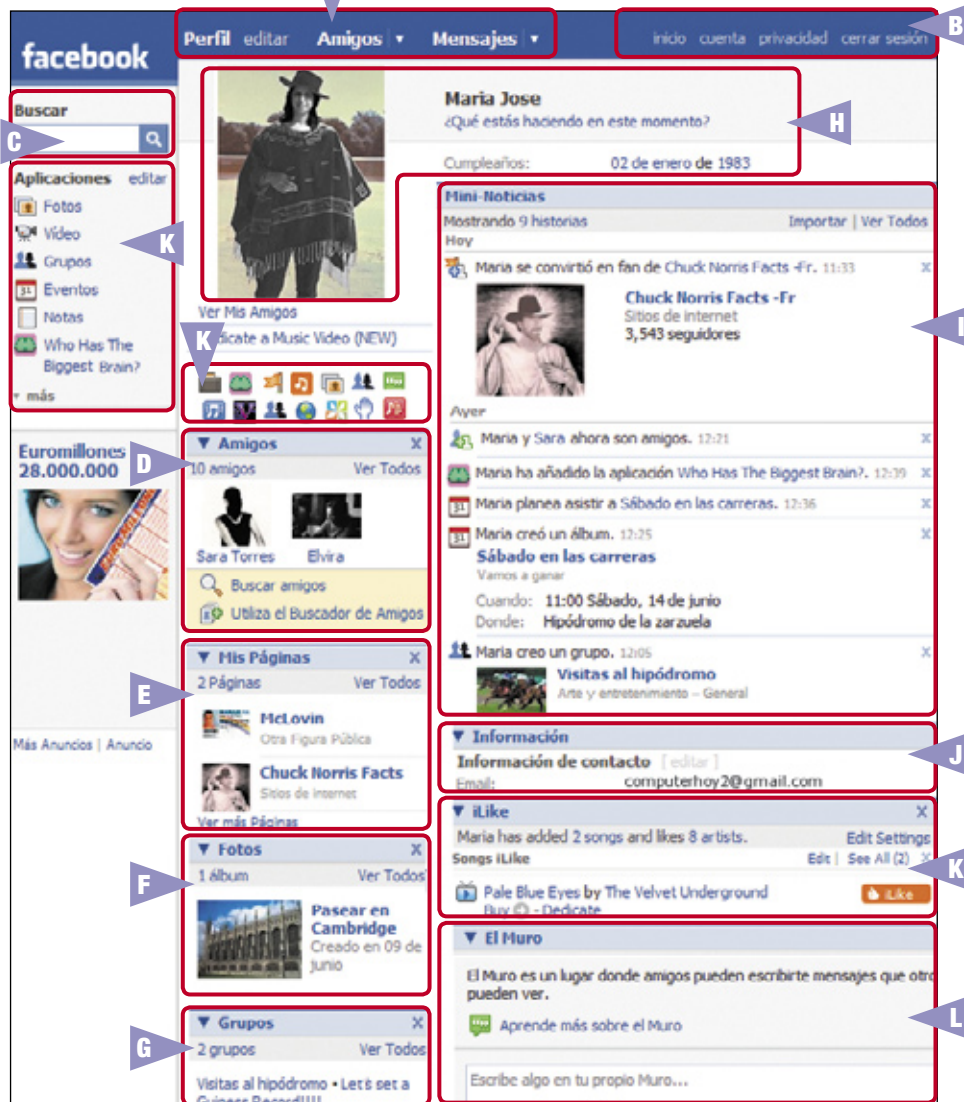 Perfil editar Amigos Mensajes
inicio cuenta privacidad cerrar sesión
B
facebook
Buscar
C
Aplicaciones editar
Fotos
Vídeo
Grupos
Eventos
Notas
Who Has The
Biggest Brain?
más
K
Euromillones
28.000.000
Más Anuncios | Anuncio
Maria Jose
¿Qué estás haciendo en este momento?
H
Cumpleaños: 02 de enero de 1983
Ver Mis Amigos
Dedicate a Music Video (NEW)
K
Amigos X
D
10 amigos Ver Todos
Sara Torres Elvira
Buscar amigos
Utiliza el Buscador de Amigos
Mis Páginas X
2 Páginas Ver Todos
E
McLovin
Otra Figura Pública
Chuck Norris Facts
Sitios de internet
Ver más Páginas
Fotos X
1 álbum Ver Todos
F
Pasear en
Cambridge
Creado en 09 de
junio
Grupos X
G
2 grupos Ver Todos
Visitas al hipódromo • Let's set a
Guiness Record!!!!
Mini-Noticias
Mostrando 9 historias Importar | Ver Todos
Hoy
Maria se convirtió en fan de Chuck Norris Facts -Fr. 11:33 x
Chuck Norris Facts -Fr
Sitios de internet
3,543 seguidores
I
Ayer
Maria y Sara ahora son amigos. 12:21 x
Maria ha añadido la aplicación Who Has The Biggest Brain?. 12:39 x
31 Maria planea asistir a Sábado en las carreras. 12:36 x
31 Maria creó un álbum. 12:25 x
Sábado en las carreras
Vamos a ganar
Cuando: 11:00 Sábado, 14 de junio
Donde: Hipódromo de la zarzuela
Maria creo un grupo. 12:05 x
Visitas al hipódromo
Arte y entretenimiento – General
Información
Información de contacto [editar]
Email: computerhoy2@gmail.com
J
iLike X
Maria has added 2 songs and likes 8 artists. Edit Settings
Songs iLike Edit | See All (2) X
K
Pale Blue Eyes by The Velvet Underground iLike
Buy - Dedicate
El Muro
El Muro es un lugar donde amigos pueden escribirte mensajes que otro
pueden ver.
L
Aprende más sobre el Muro
Escribe algo en tu propio Muro...